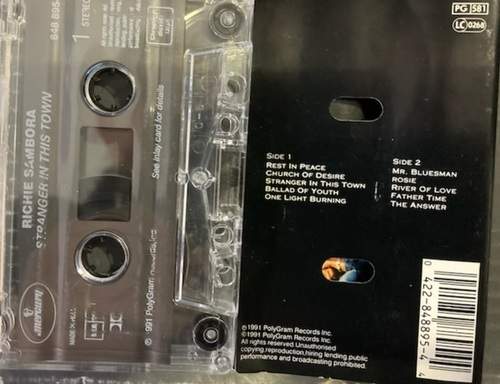 RICHIE SAMBORA
STRANGER IN THIS TOWN
848 895-
1 STEREO
See inlay card for details
℗ 1991 PolyGram
mercury
MADE IN
PG 581
LC 0268
SIDE 1
REST IN PEACE
CHURCH OF DESIRE
STRANGER IN THIS TOWN
BALLAD OF YOUTH
ONE LIGHT BURNING
SIDE 2
MR. BLUESMAN
ROSIE
RIVER OF LOVE
FATHER TIME
THE ANSWER
℗ 1991 PolyGram Records Inc.
©1991 PolyGram Records Inc.
All rights reserved Unauthorised
copying,reproduction,hiring,lending,public
performance and broadcasting prohibited.
0 422-848895-4 4